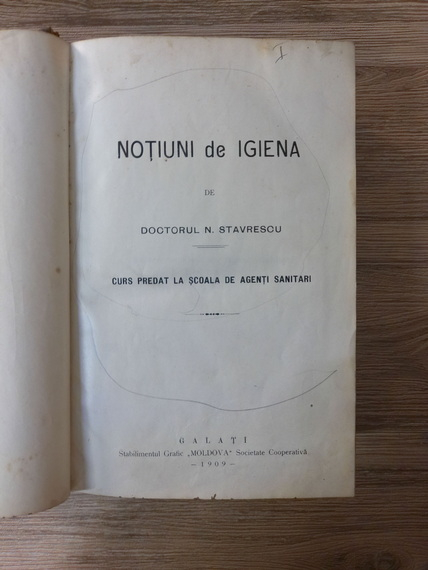 I
NOȚIUNI de IGIENA
DE
DOCTORUL N. STAVRESCU
CURS PREDAT LA ȘCOALA DE AGENȚI SANITARI
GALAȚI
Stabilimentul Grafic „MOLDOVA" Societate Cooperativă
– 1909 –